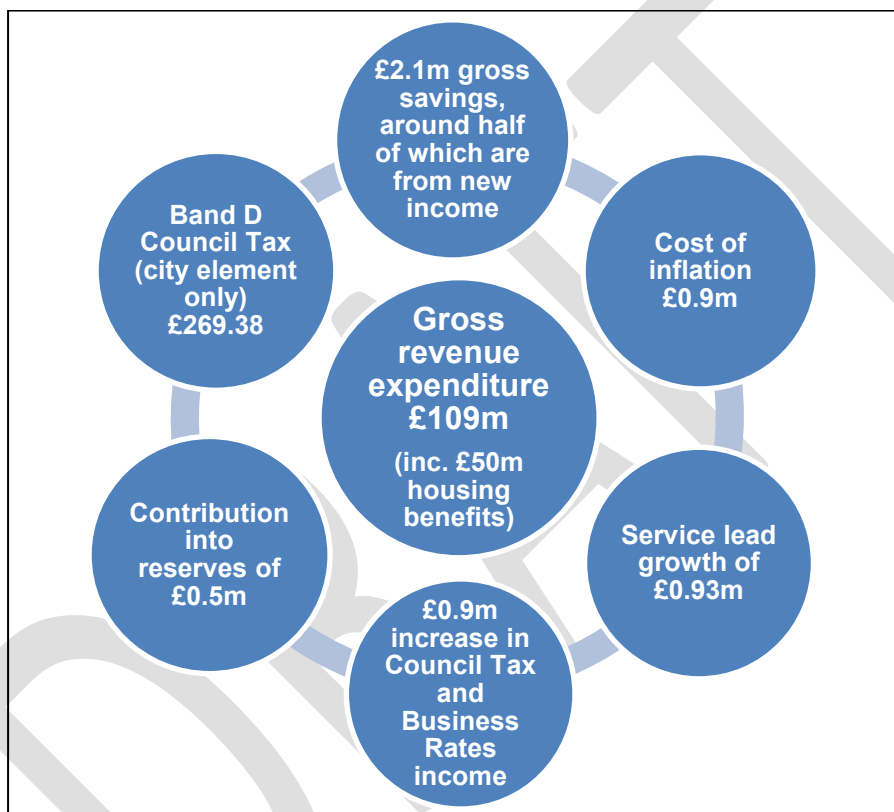 £2.1m gross
savings,
around half
of which are
from new
income
Band D
Council Tax
(city element
only)
£269.38
Cost of
inflation
£0.9m
Gross
revenue
expenditure
£109m
(inc. £50m
housing
benefits)
Contribution
into
reserves of
£0.5m
Service lead
growth of
£0.93m
£0.9m
increase in
Council Tax
and
Business
Rates
income